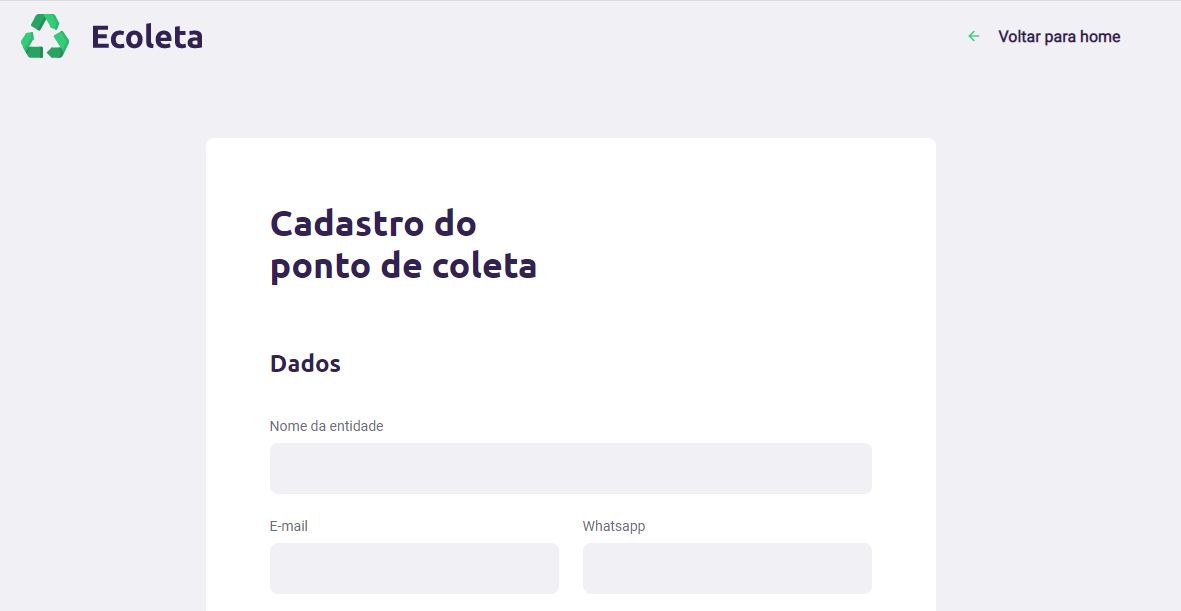 Ecoleta
Voltar para home
Cadastro do
ponto de coleta
Dados
Nome da entidade
E-mail
Whatsapp